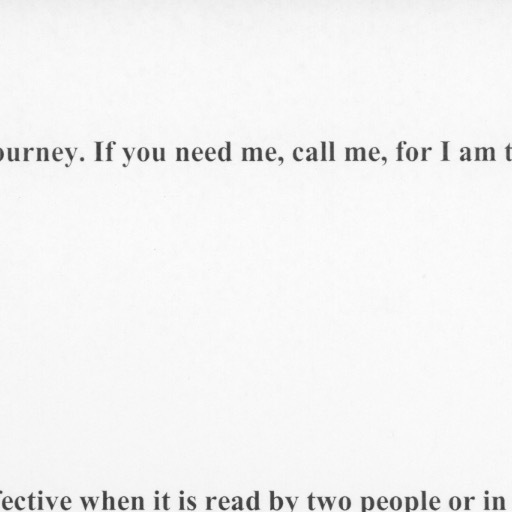 ourney. If you need me, call me, for I am t
fective when it is read by two people or in